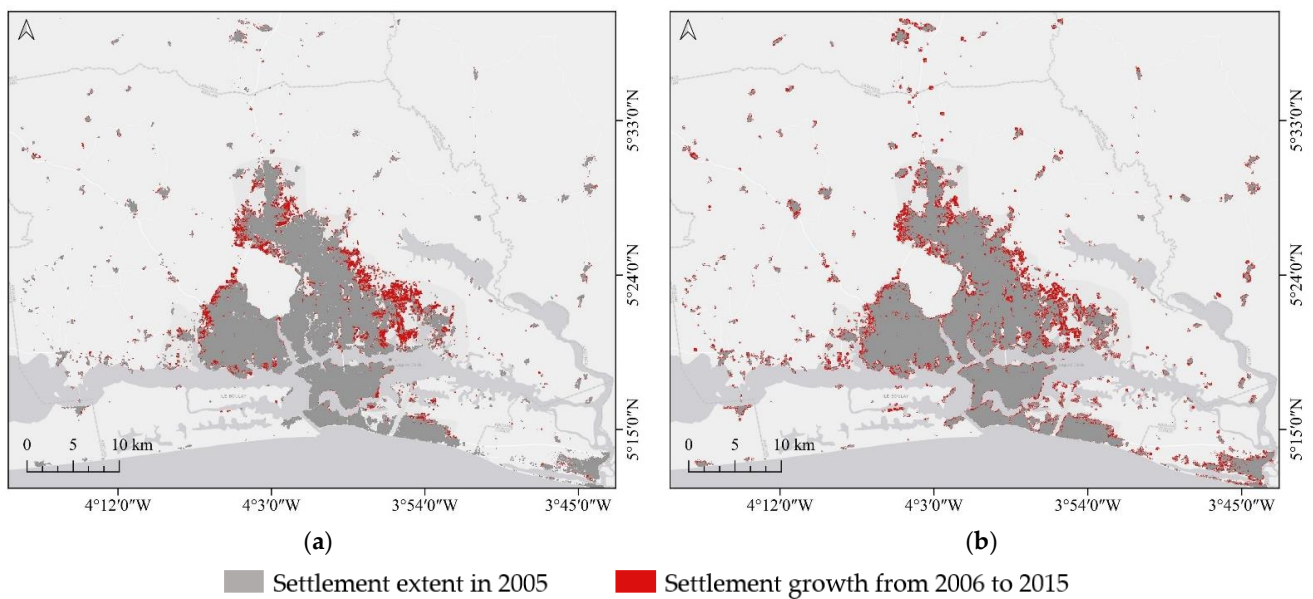 5°33′0″N
5°24′0″N
5°15′0″N
0 5 10 km
4°12′0″W 4°3′0″W 3°54′0″W 3°45′0″W
(a)
5°33′0″N
5°24′0″N
5°15′0″N
0 5 10 km
4°12′0″W 4°3′0″W 3°54′0″W 3°45′0″W
(b)
Settlement extent in 2005 Settlement growth from 2006 to 2015